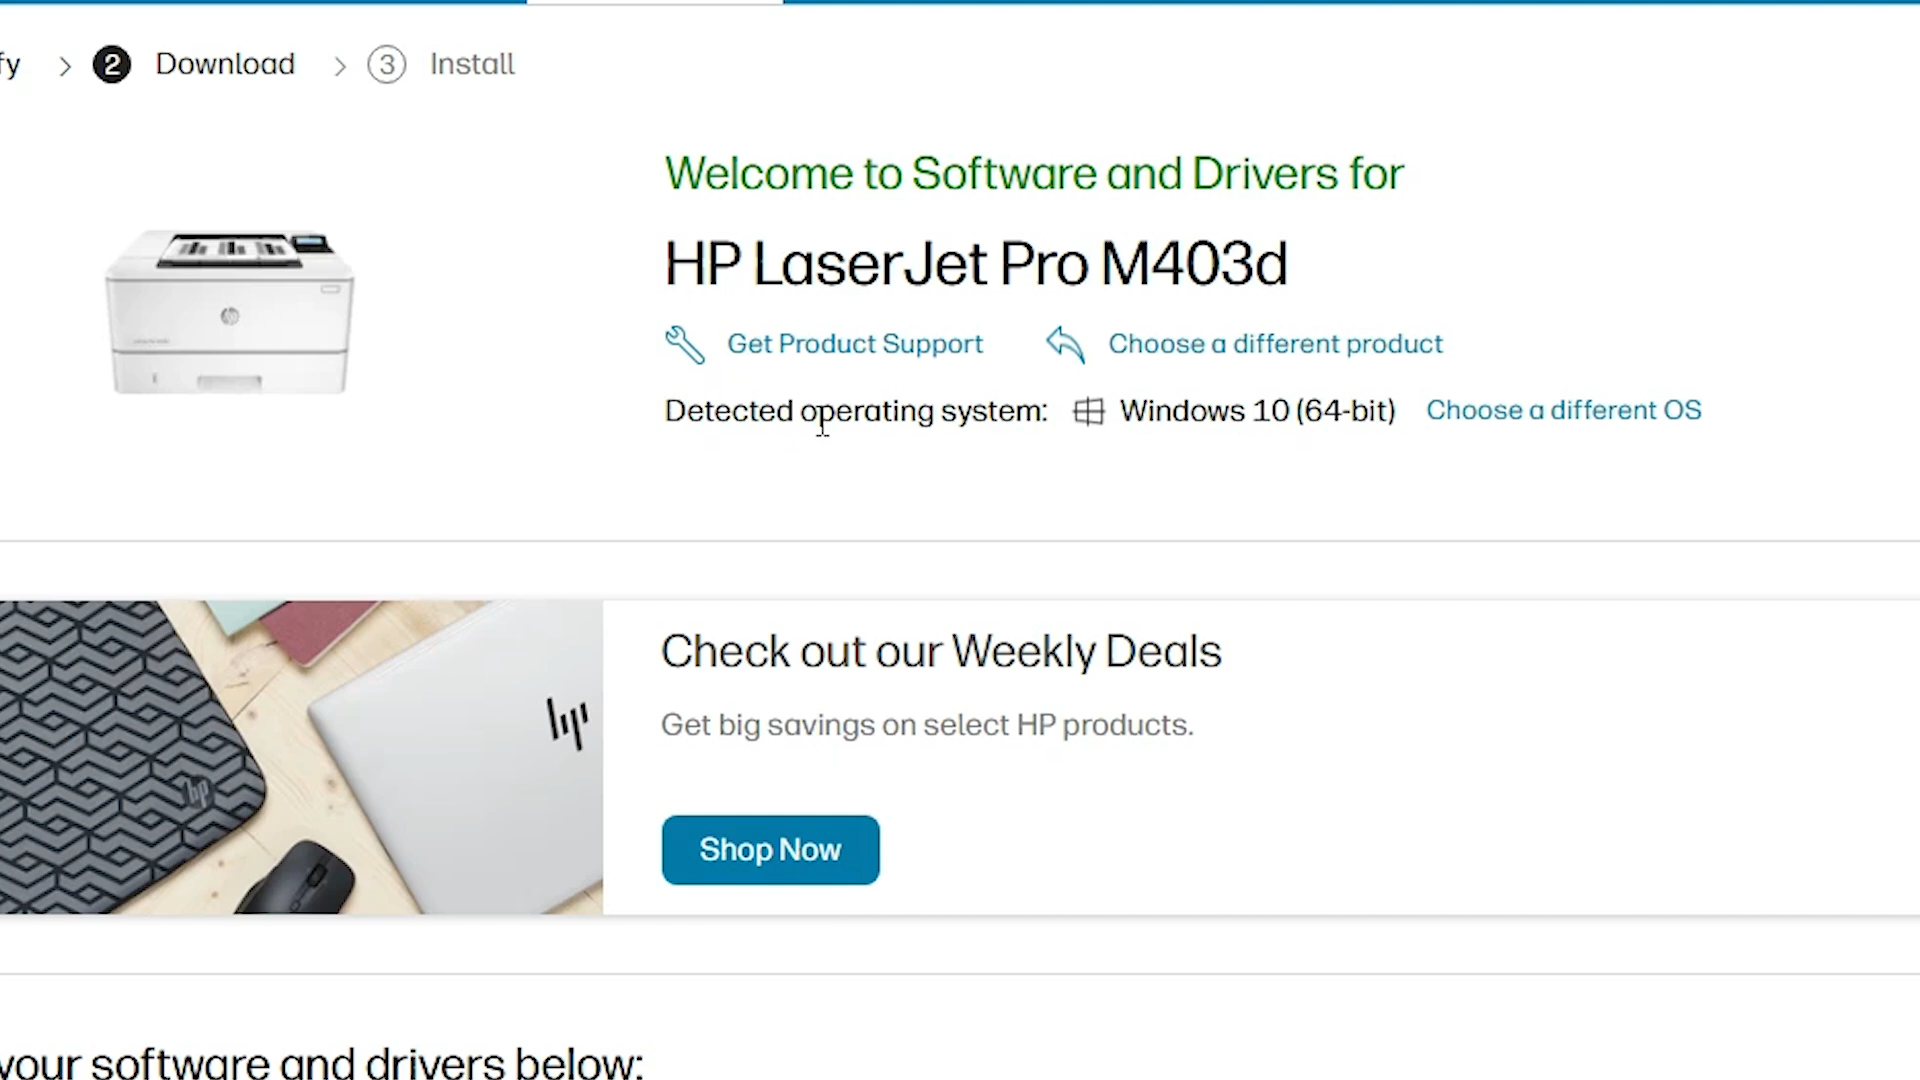 fy > 2 Download > 3 Install
Welcome to Software and Drivers for
HP LaserJet Pro M403d
Get Product Support Choose a different product
Detected operating system: Windows 10 (64-bit) Choose a different OS
hp
hp
Check out our Weekly Deals
Get big savings on select HP products.
Shop Now
your software and drivers below: